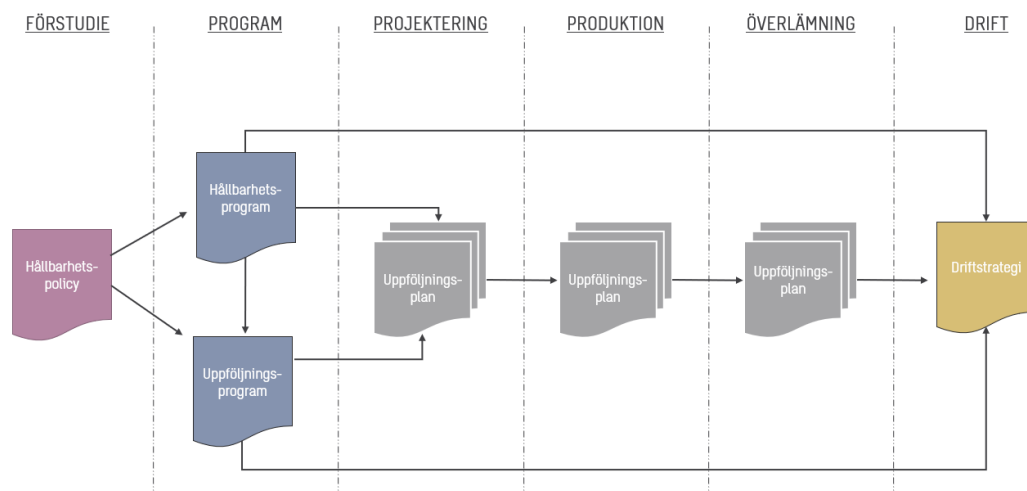 FÖRSTUDIE
PROGRAM
PROJEKTERING
PRODUKTION
ÖVERLÄMNING
DRIFT
Hållbarhets-
policy
Hållbarhets-
program
Uppföljnings-
program
Uppföljnings-
plan
Uppföljnings-
plan
Uppföljnings-
plan
Driftstrategi